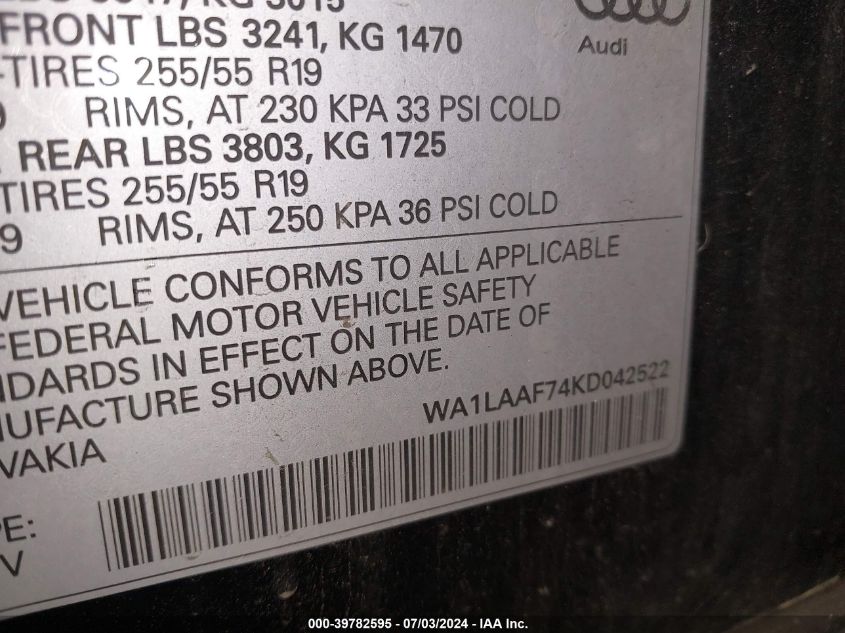 FRONT LBS 3241, KG 1470
Audi
TIRES 255/55 R19
RIMS, AT 230 KPA 33 PSI COLD
REAR LBS 3803, KG 1725
TIRES 255/55 R19
9 RIMS, AT 250 KPA 36 PSI COLD
VEHICLE CONFORMS TO ALL APPLICABLE
FEDERAL MOTOR VEHICLE SAFETY
NDARDS IN EFFECT ON THE DATE OF
NUFACTURE SHOWN ABOVE.
WA1LAAF74KD042522
VAKIA
PE:
V
000-39782595 - 07/03/2024 - IAA Inc.